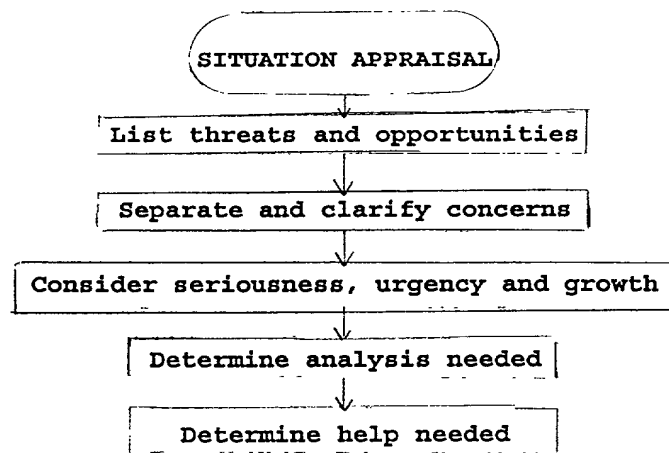 SITUATION APPRAISAL
List threats and opportunities
Separate and clarify concerns
Consider seriousness, urgency and growth
Determine analysis needed
Determine help needed